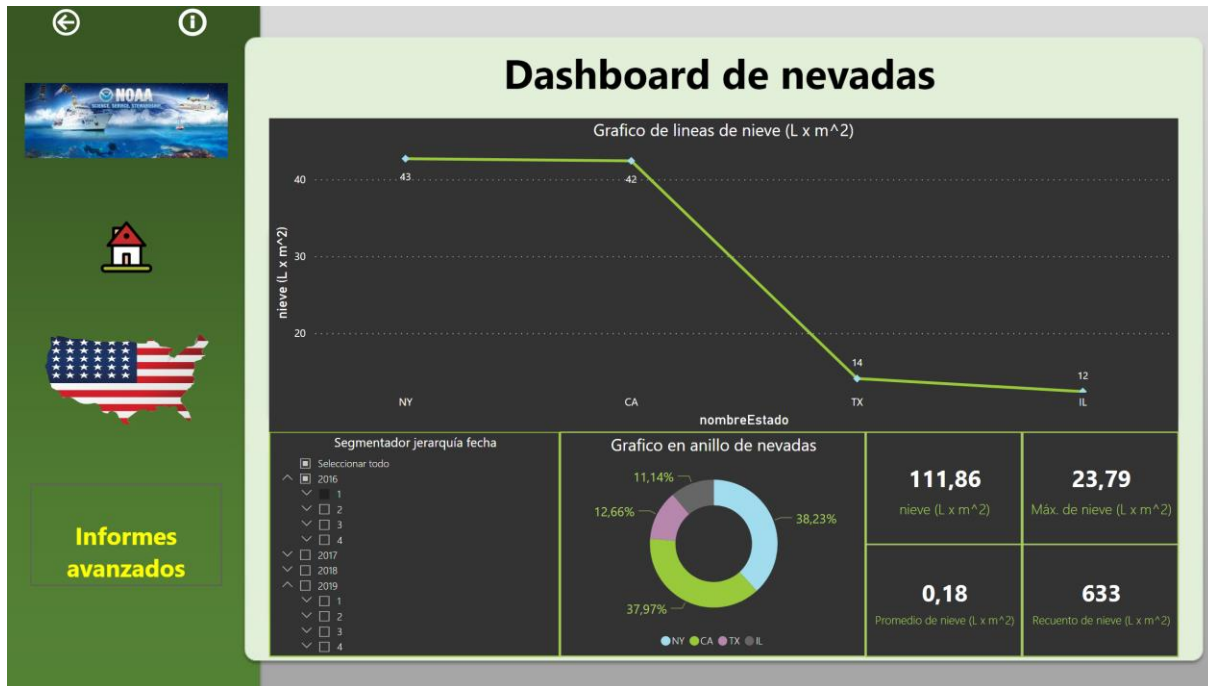 NOAA
SCIENCE. SERVICE. STEWARDSHIP.
Informes
avanzados
Dashboard de nevadas
Grafico de lineas de nieve (L x m^2)
nieve (L x m^2)
40
30
20
43
42
14
12
NY
CA
TX
IL
nombreEstado
Segmentador jerarquía fecha
Seleccionar todo
2016
1
2
3
4
2017
2018
2019
1
2
3
4
Grafico en anillo de nevadas
11,14%
12,66%
38,23%
37,97%
NY CA TX IL
111,86
nieve (L x m^2)
23,79
Máx. de nieve (L x m^2)
0,18
Promedio de nieve (L x m^2)
633
Recuento de nieve (L x m^2)